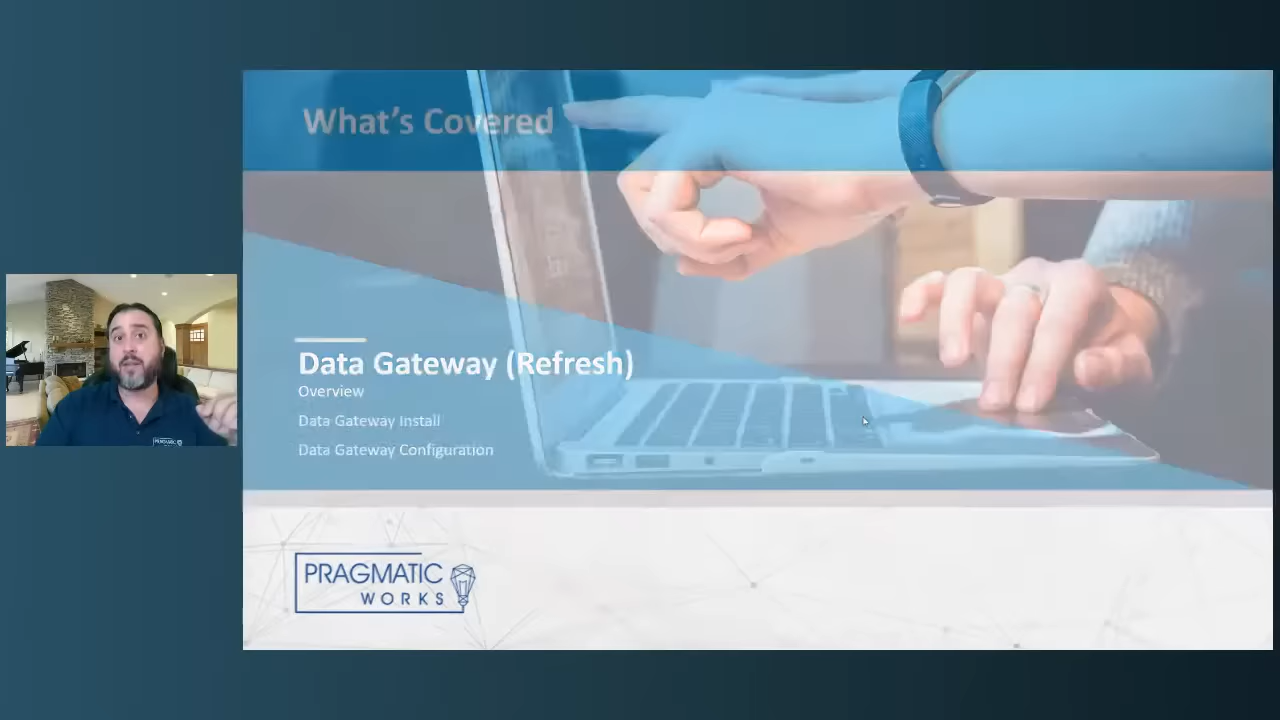 What's Covered
Data Gateway (Refresh)
Overview
Data Gateway Install
Data Gateway Configuration
PRAGMATIC
WORKS